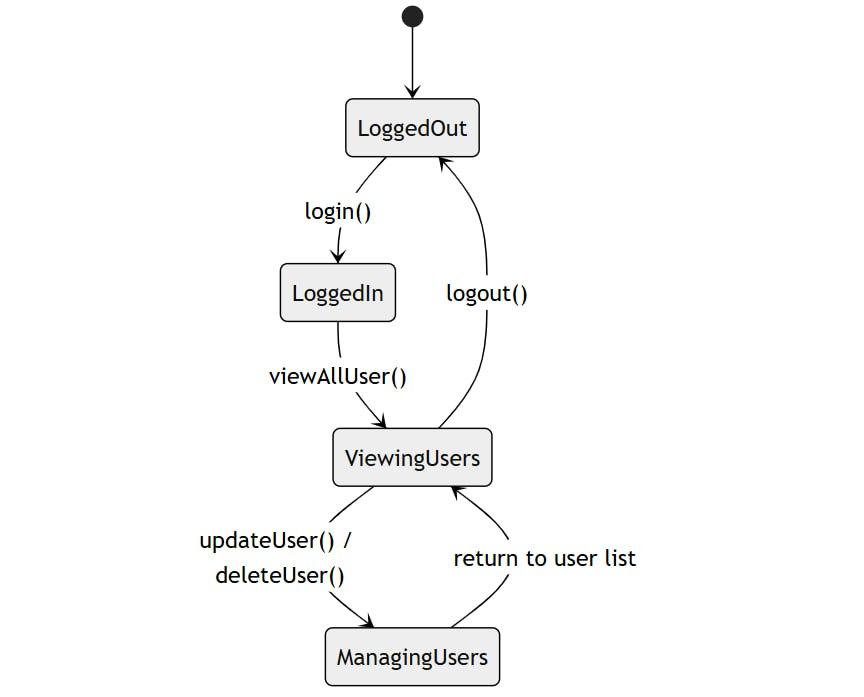 LoggedOut
login()
LoggedIn
logout()
viewAllUser()
ViewingUsers
updateUser() /
deleteUser()
return to user list
ManagingUsers